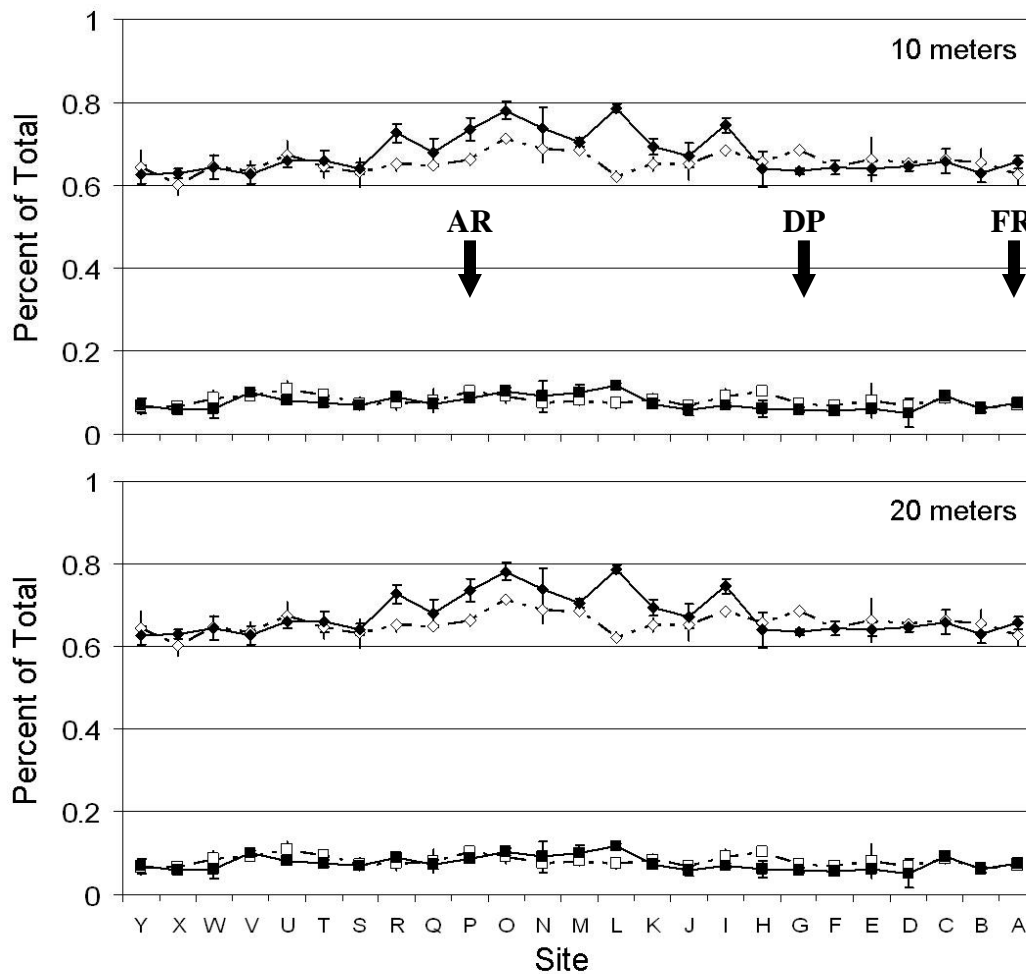 1
10 meters
0.8
0.6
AR DP FR
0.4
0.2
0
Percent of Total
1
20 meters
0.8
0.6
0.4
0.2
0
Percent of Total
Y X W V U T S R Q P O N M L K J I H G F E D C B A
Site